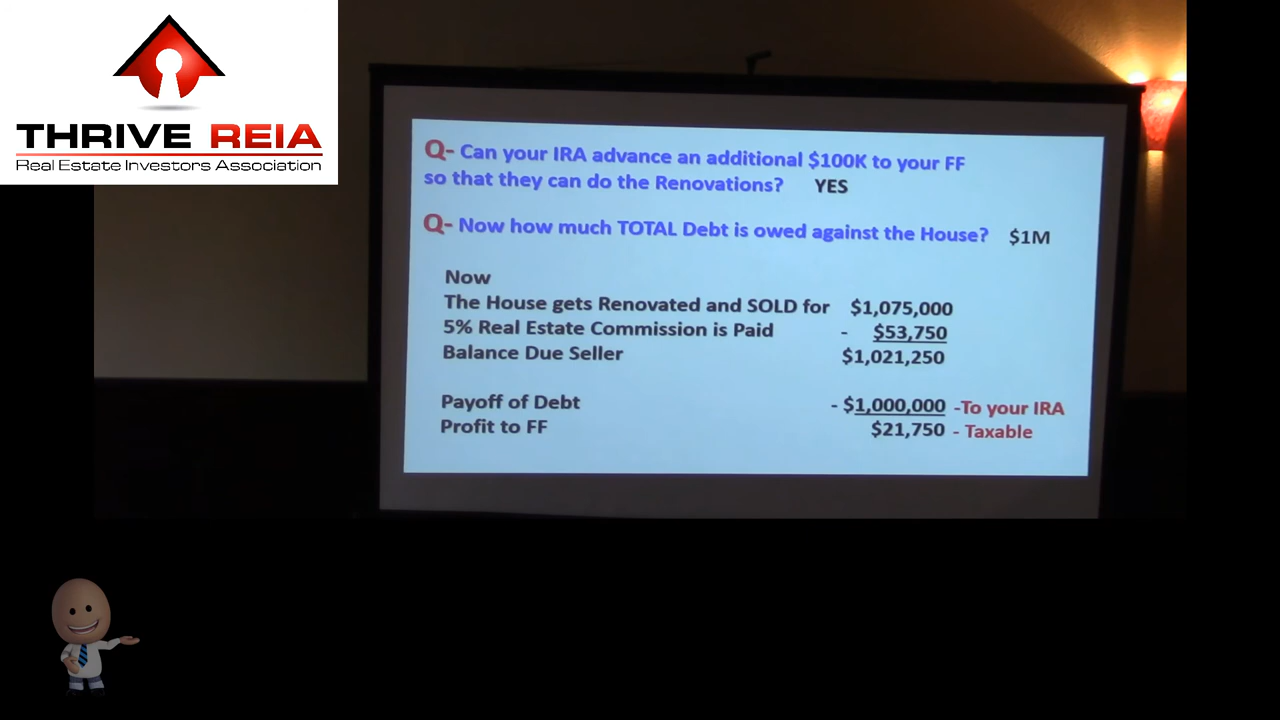 THRIVE REIA
Real Estate Investors Association
Q- Can your IRA advance an additional $100K to your FF
so that they can do the Renovations? YES
Q- Now how much TOTAL Debt is owed against the House? $1M
Now
The House gets Renovated and SOLD for $1,075,000
5% Real Estate Commission is Paid - $53,750
Balance Due Seller $1,021,250
Payoff of Debt - $1,000,000 -To your IRA
Profit to FF $21,750 - Taxable